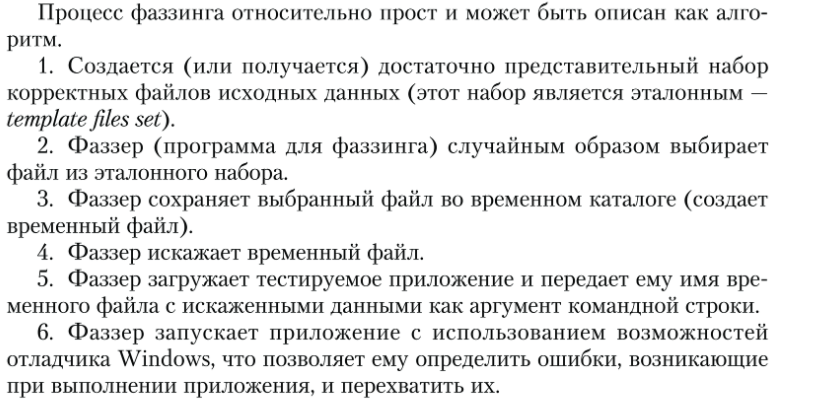 Процесс фаззинга относительно прост и может быть описан как алго-
ритм.
1. Создается (или получается) достаточно представительный набор
корректных файлов исходных данных (этот набор является эталонным —
template files set).
2. Фаззер (программа для фаззинга) случайным образом выбирает
файл из эталонного набора.
3. Фаззер сохраняет выбранный файл во временном каталоге (создает
временный файл).
4. Фаззер искажает временный файл.
5. Фаззер загружает тестируемое приложение и передает ему имя вре-
менного файла с искаженными данными как аргумент командной строки.
6. Фаззер запускает приложение с использованием возможностей
отладчика Windows, что позволяет ему определить ошибки, возникающие
при выполнении приложения, и перехватить их.